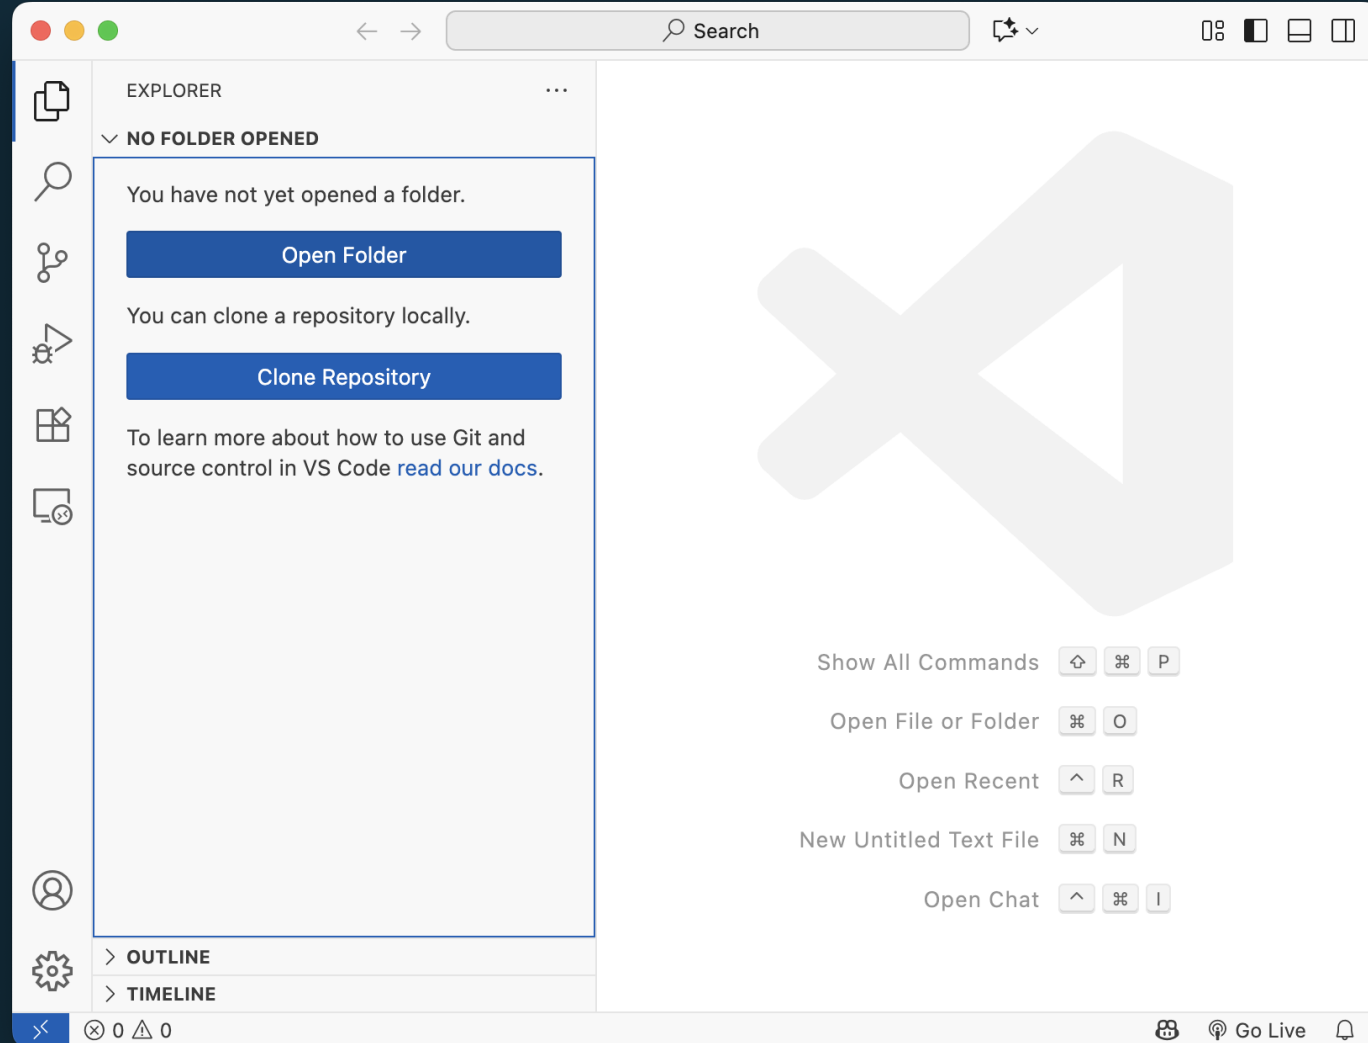 Search
EXPLORER
NO FOLDER OPENED
You have not yet opened a folder.
Open Folder
You can clone a repository locally.
Clone Repository
To learn more about how to use Git and
source control in VS Code read our docs.
OUTLINE
TIMELINE
Show All Commands ⇧ ⌘ P
Open File or Folder ⌘ O
Open Recent ^ R
New Untitled Text File ⌘ N
Open Chat ^ ⌘ I
0 0
Go Live